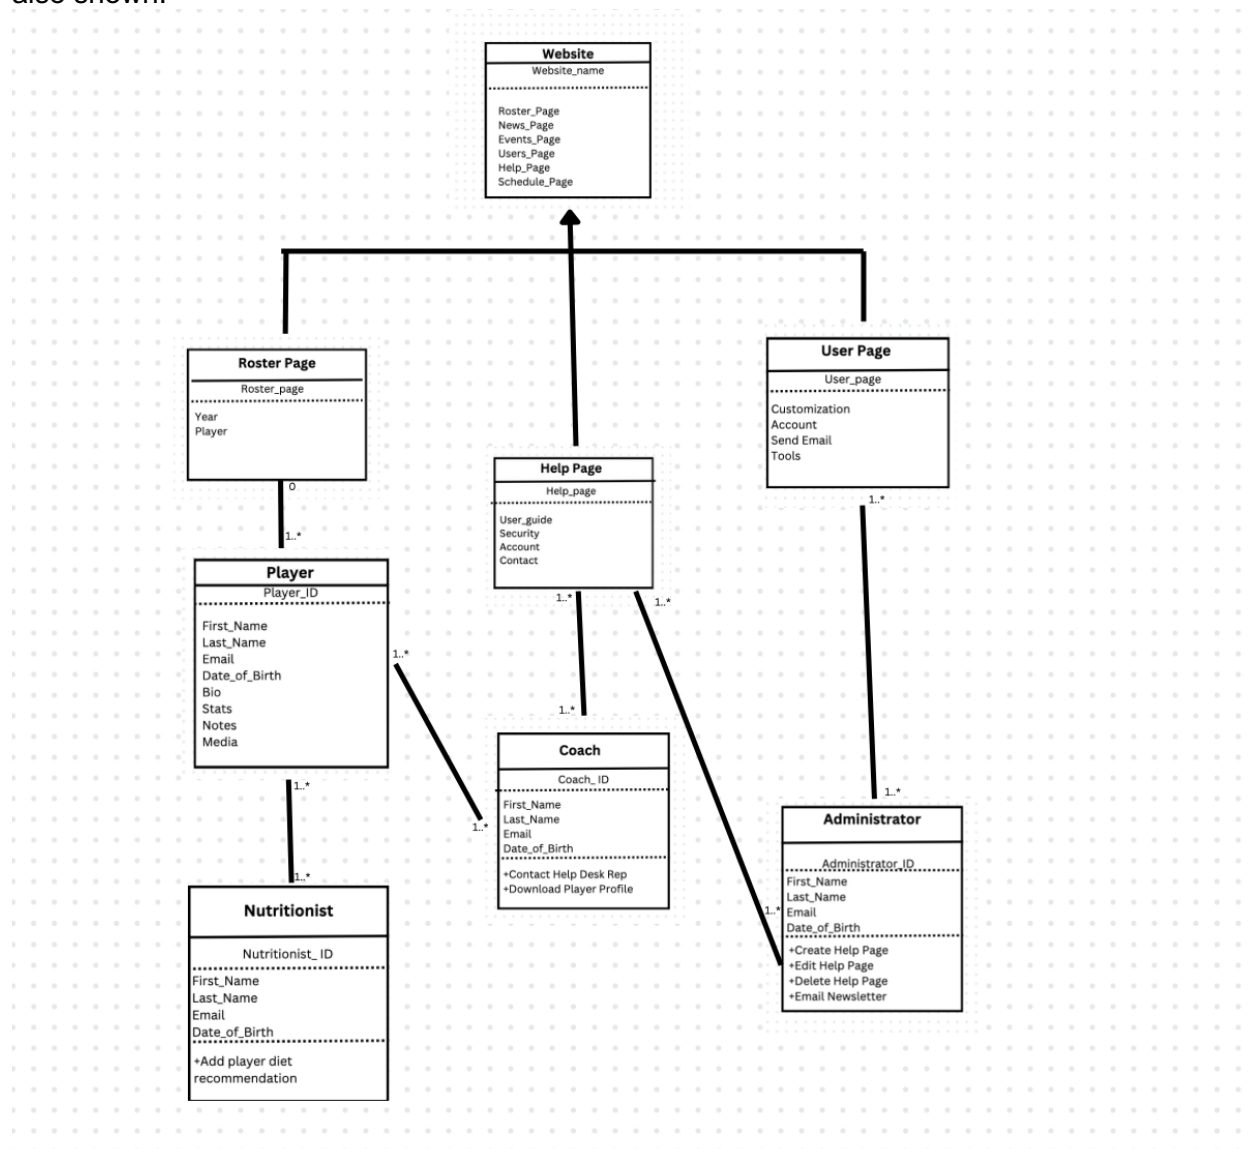 also shown.
Website
Website_name
Roster_Page
News_Page
Events_Page
Users_Page
Help_Page
Schedule_Page
Roster Page
Roster_page
Year
Player
0
1..*
User Page
User_page
Customization
Account
Send Email
Tools
1..*
Help Page
Help_page
User_guide
Security
Account
Contact
1..*
1..*
Player
Player_ID
First_Name
Last_Name
Email
Date_of_Birth
Bio
Stats
Notes
Media
1..*
1..*
1..*
1..*
Coach
Coach_ ID
First_Name
Last_Name
Email
Date_of_Birth
+Contact Help Desk Rep
+Download Player Profile
1..*
1..*
Administrator
Administrator_ID
First_Name
Last_Name
Email
Date_of_Birth
+Create Help Page
+Edit Help Page
+Delete Help Page
+Email Newsletter
1..*
Nutritionist
Nutritionist_ ID
First_Name
Last_Name
Email
Date_of_Birth
+Add player diet
recommendation